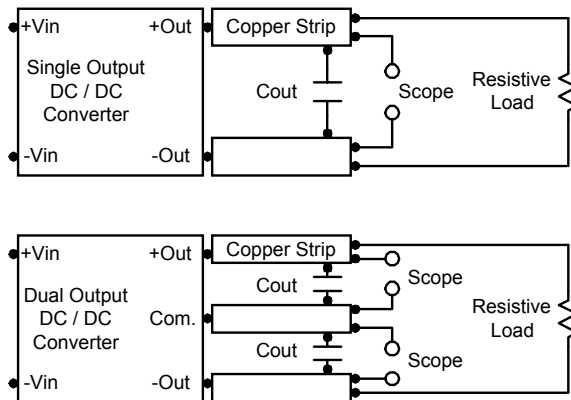 +Vin
+Out
Copper Strip
Single Output
DC / DC
Converter
Cout
Scope
Resistive
Load
-Vin
-Out
+Vin
+Out
Copper Strip
Cout
Scope
Dual Output
DC / DC
Converter
Com.
Resistive
Load
Cout
Scope
-Vin
-Out